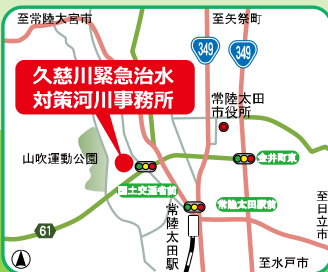 至常陸大宮市
至矢祭町
349
349
久慈川緊急治水
対策河川事務所
常陸太田
市役所
山吹運動公園
金井町東
国土交通省前
常陸太田駅前
61
常陸太田駅
至日立市
至水戸市